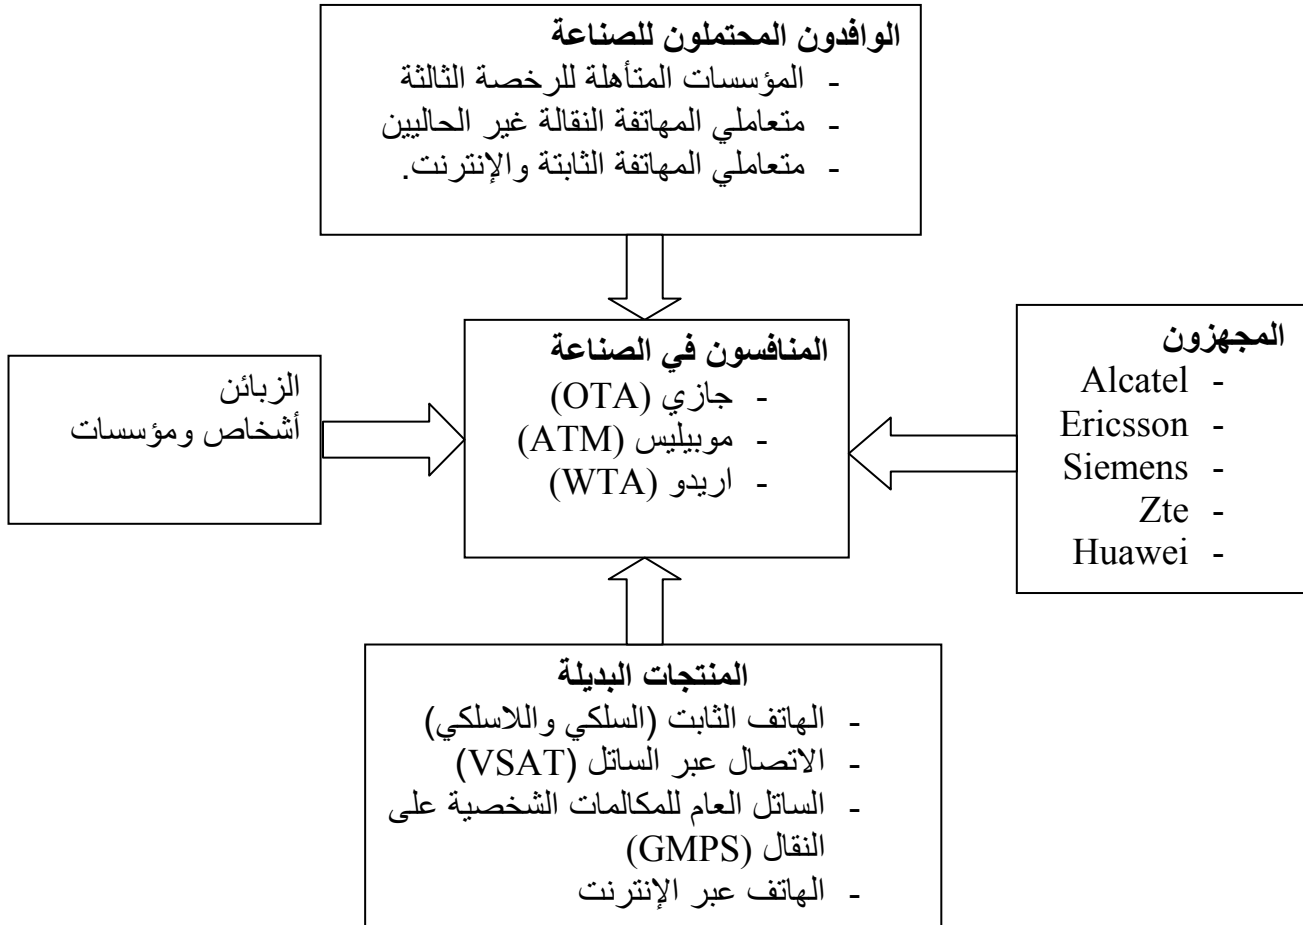 الوافدون المحتملون للصناعة
- المؤسسات المتأهلة للرخصة الثالثة
- متعاملي المهاتفة النقالة غير الحاليين
- متعاملي المهاتفة الثابتة والإنترنت.
المجهزون
- Alcatel
- Ericsson
- Siemens
- Zte
- Huawei
المنافسون في الصناعة
- جازي (OTA)
- موبيليس (ATM)
- اريدو (WTA)
الزبائن
أشخاص ومؤسسات
المنتجات البديلة
- الهاتف الثابت (السلكي واللاسلكي)
- الاتصال عبر الساتل (VSAT)
- الساتل العام للمكالمات الشخصية على
النقال (GMPS)
- الهاتف عبر الإنترنت